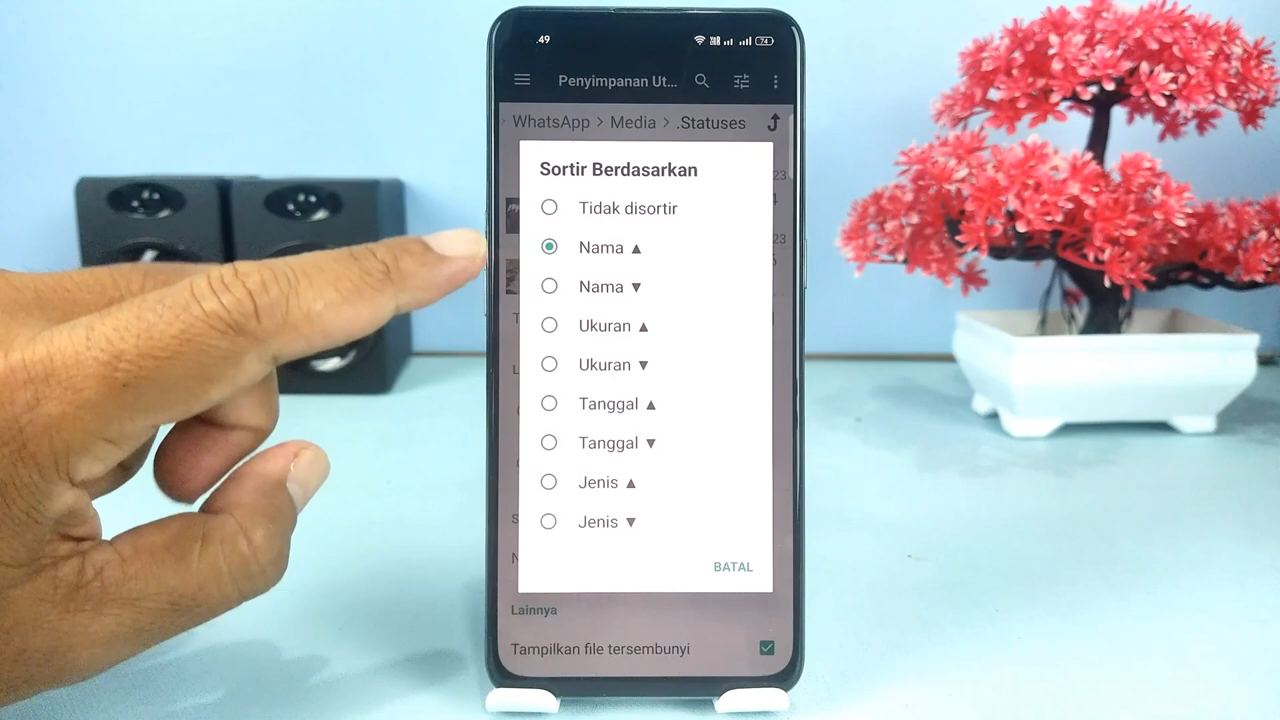 .49
74
Penyimpanan Ut...
WhatsApp > Media > .Statuses
Sortir Berdasarkan
Tidak disortir
Nama ▲
Nama ▼
Ukuran ▲
Ukuran ▼
Tanggal ▲
Tanggal ▼
Jenis ▲
Jenis ▼
BATAL
Lainnya
Tampilkan file tersembunyi